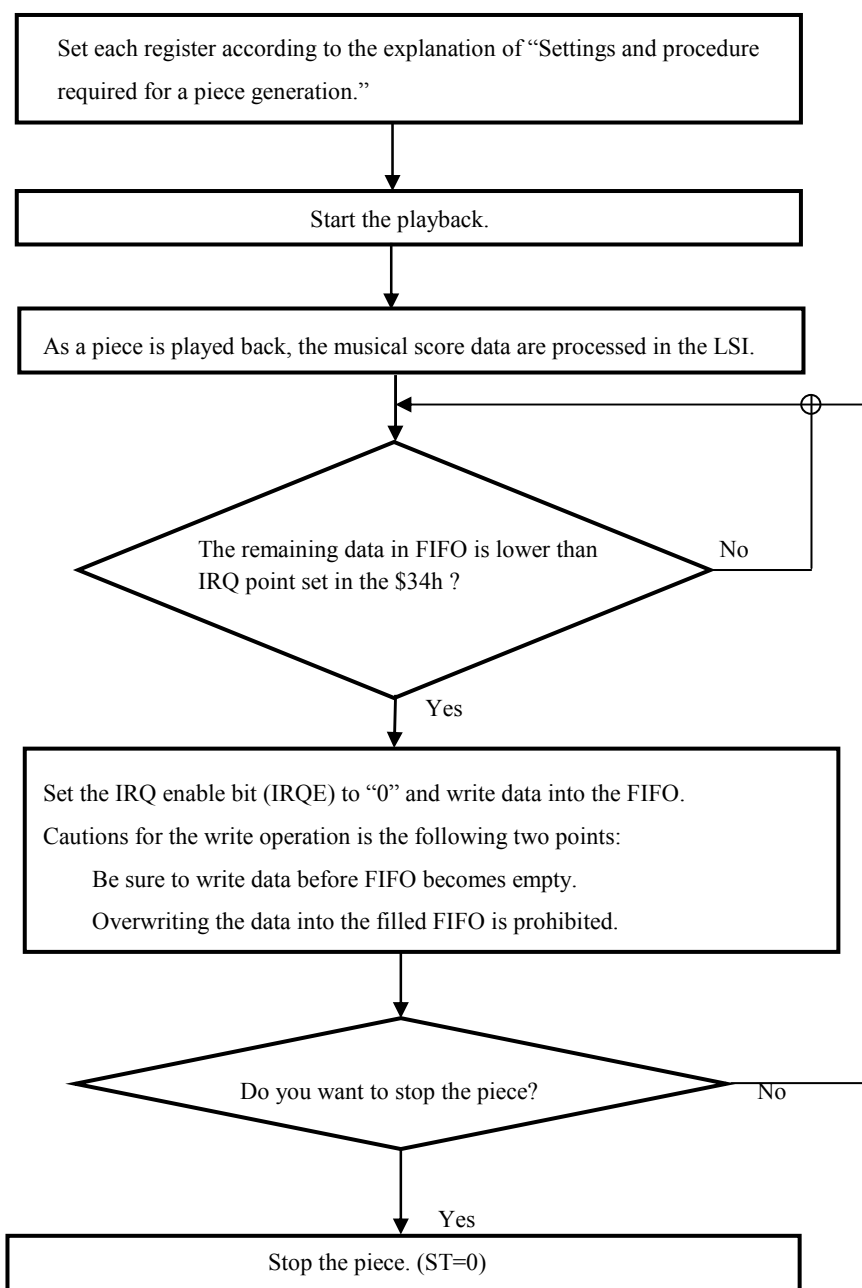 Set each register according to the explanation of “Settings and procedure
required for a piece generation.”
Start the playback.
As a piece is played back, the musical score data are processed in the LSI.
The remaining data in FIFO is lower than
IRQ point set in the $34h ?
No
Yes
Set the IRQ enable bit (IRQE) to “0” and write data into the FIFO.
Cautions for the write operation is the following two points:
Be sure to write data before FIFO becomes empty.
Overwriting the data into the filled FIFO is prohibited.
Do you want to stop the piece?
No
Yes
Stop the piece. (ST=0)